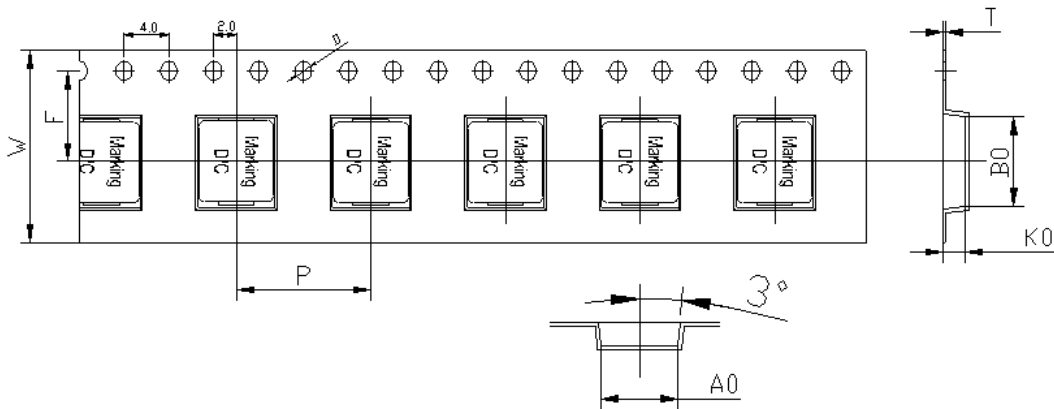 4.0
2.0
D
T
F
W
Marking
D'C
Marking
D'C
Marking
D'C
Marking
D'C
Marking
D'C
Marking
D'C
B0
K0
P
3°
A0